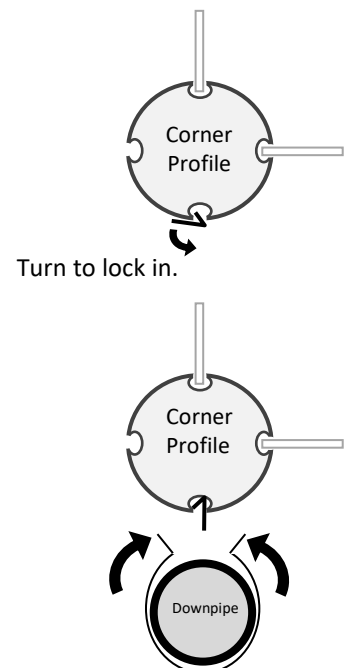 Corner
Profile
Turn to lock in.
Corner
Profile
Downpipe